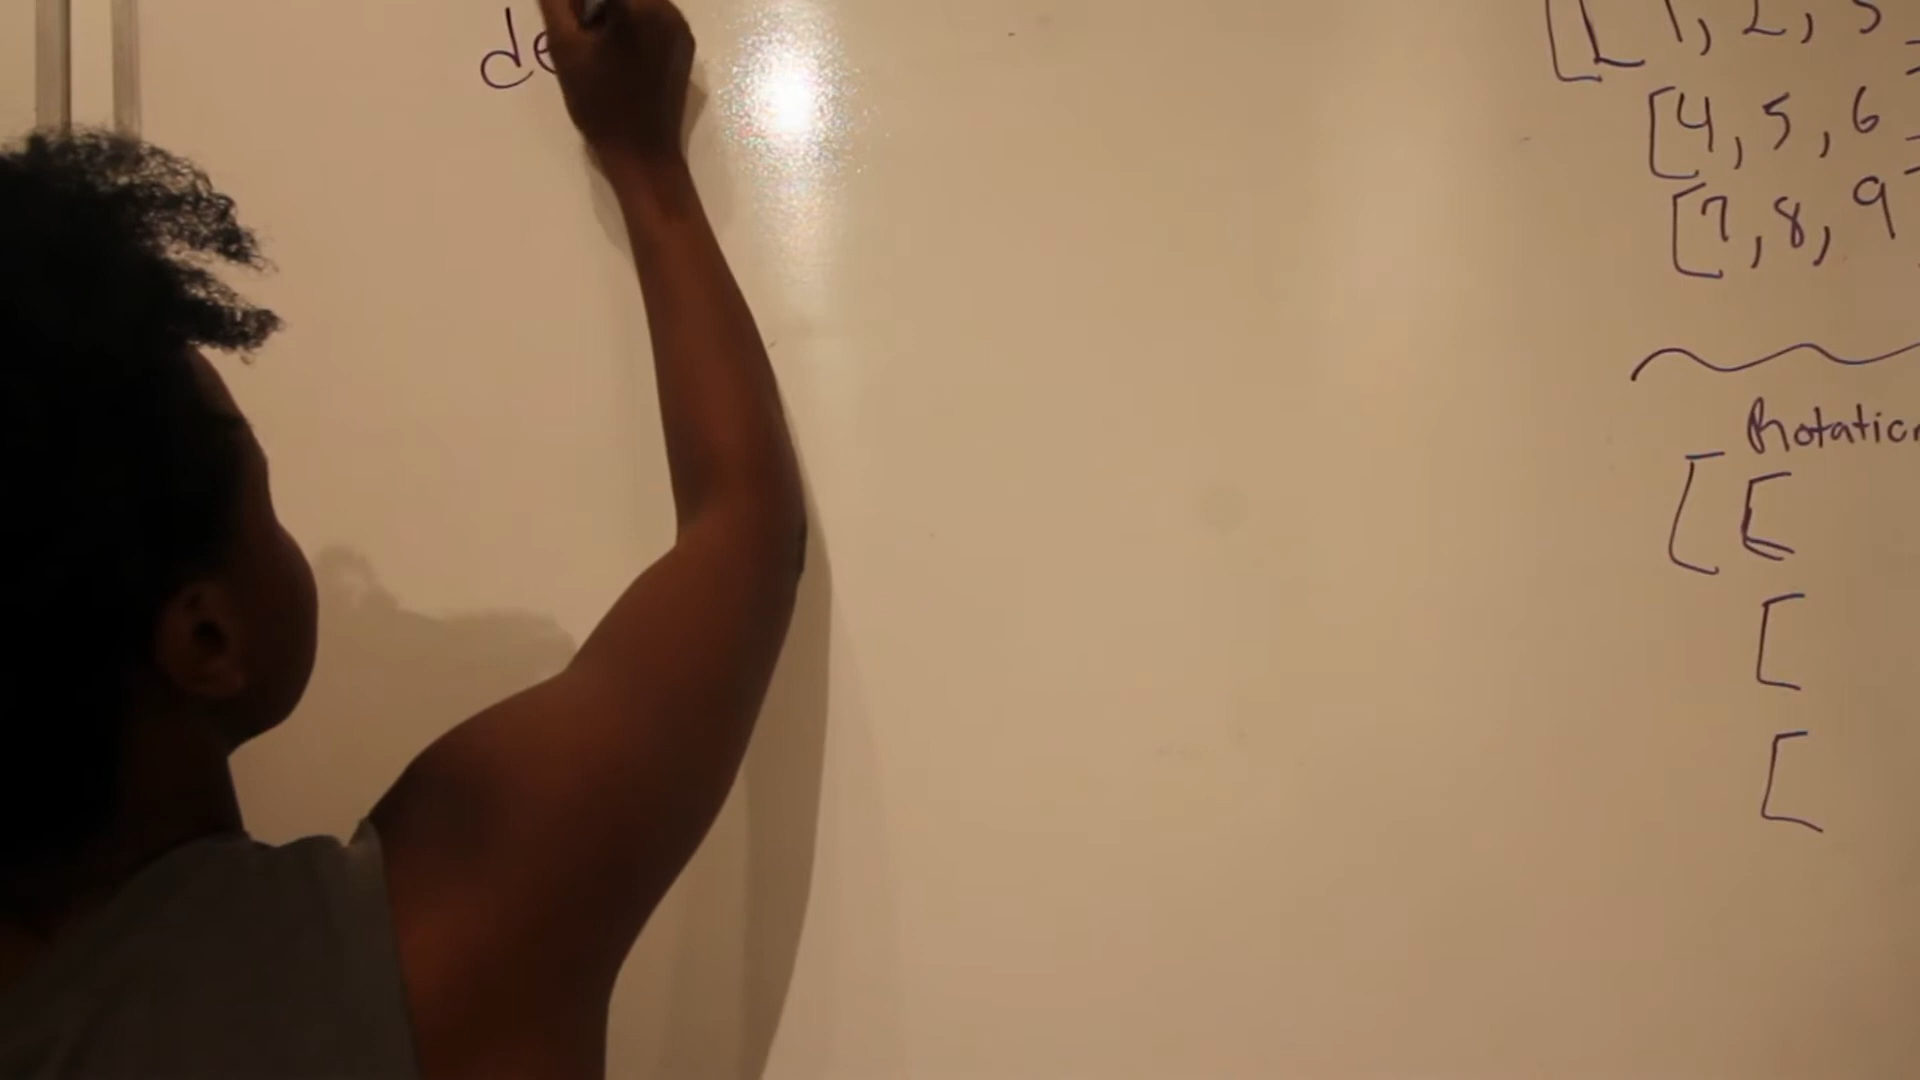 de
[[1, 2, 3
[4, 5, 6
[7, 8, 9
Rotation
[[
[
[